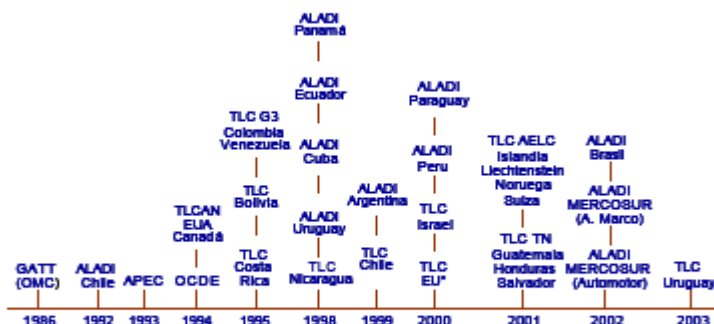 ALADI
Panamá
ALADI
Ecuador
ALADI
Paraguay
TLC G3
Colombia
Venezuela
ALADI
Cuba
ALADI
Peru
TLC AELC
Islandia
Liechtenstein
Noruega
Suiza
ALADI
Brasil
TLCAN
EUA
Canadá
TLC
Bolivia
ALADI
Uruguay
ALADI
Argentina
TLC
Israel
ALADI
MERCOSUR
(A. Marco)
GATT
(OMC)
ALADI
Chile
APEC
OCDE
TLC
Costa
Rica
TLC
Nicaragua
TLC
Chile
TLC
EU*
TLC TN
Guatemala
Honduras
Salvador
ALADI
MERCOSUR
(Automotor)
TLC
Uruguay
1986 1992 1993 1994 1995 1998 1999 2000 2001 2002 2003